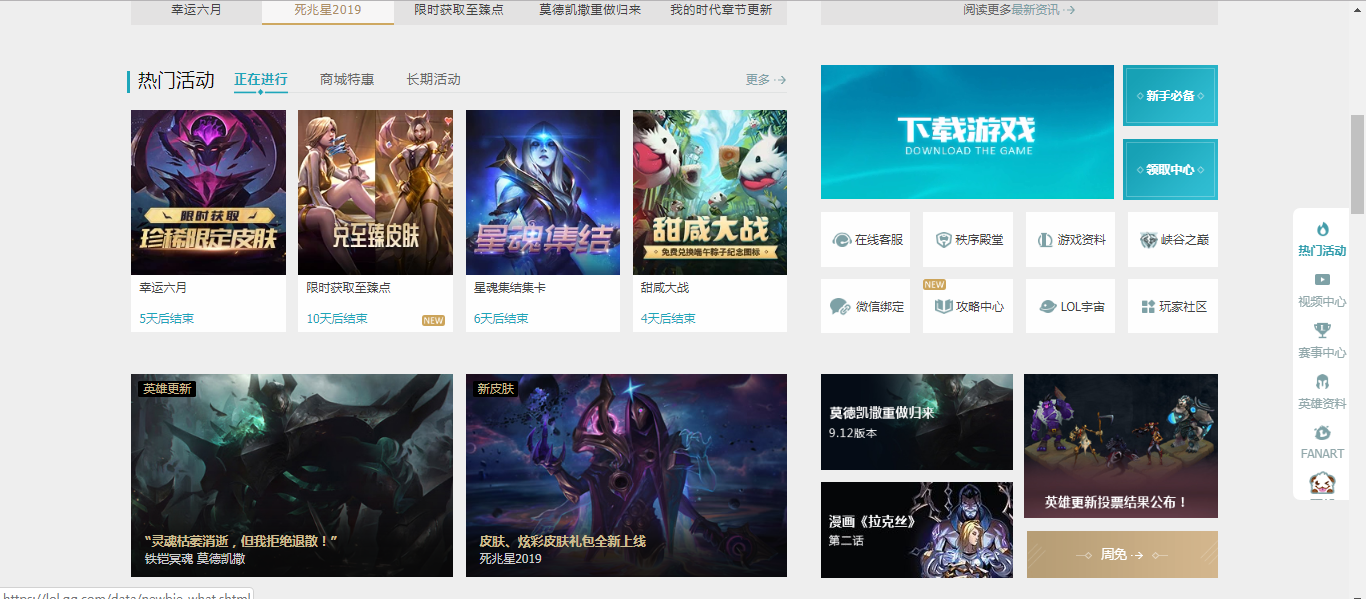 幸运六月
死兆星2019
限时获取至臻点
莫德凯撒重做归来
我的时代章节更新
阅读更多最新资讯
热门活动
正在进行
商城特惠
长期活动
更多
限时获取
珍稀限定皮肤
幸运六月
5天后结束
兑至臻皮肤
限时获取至臻点
10天后结束
NEW
星魂集结
星魂集结集卡
6天后结束
甜咸大战
免费兑换端午粽子纪念图标
甜咸大战
4天后结束
下载游戏
DOWNLOAD THE GAME
新手必备
领取中心
在线客服
秩序殿堂
游戏资料
峡谷之巅
微信绑定
NEW
攻略中心
LOL宇宙
玩家社区
英雄更新
“灵魂枯萎消逝，但我拒绝退散！”
铁铠冥魂 莫德凯撒
新皮肤
皮肤、炫彩皮肤礼包全新上线
死兆星2019
莫德凯撒重做归来
9.12版本
漫画《拉克丝》
第二话
英雄更新投票结果公布！
周免
热门活动
视频中心
赛事中心
英雄资料
FANART
https://lol.qq.com/data/newbie-what.shtml